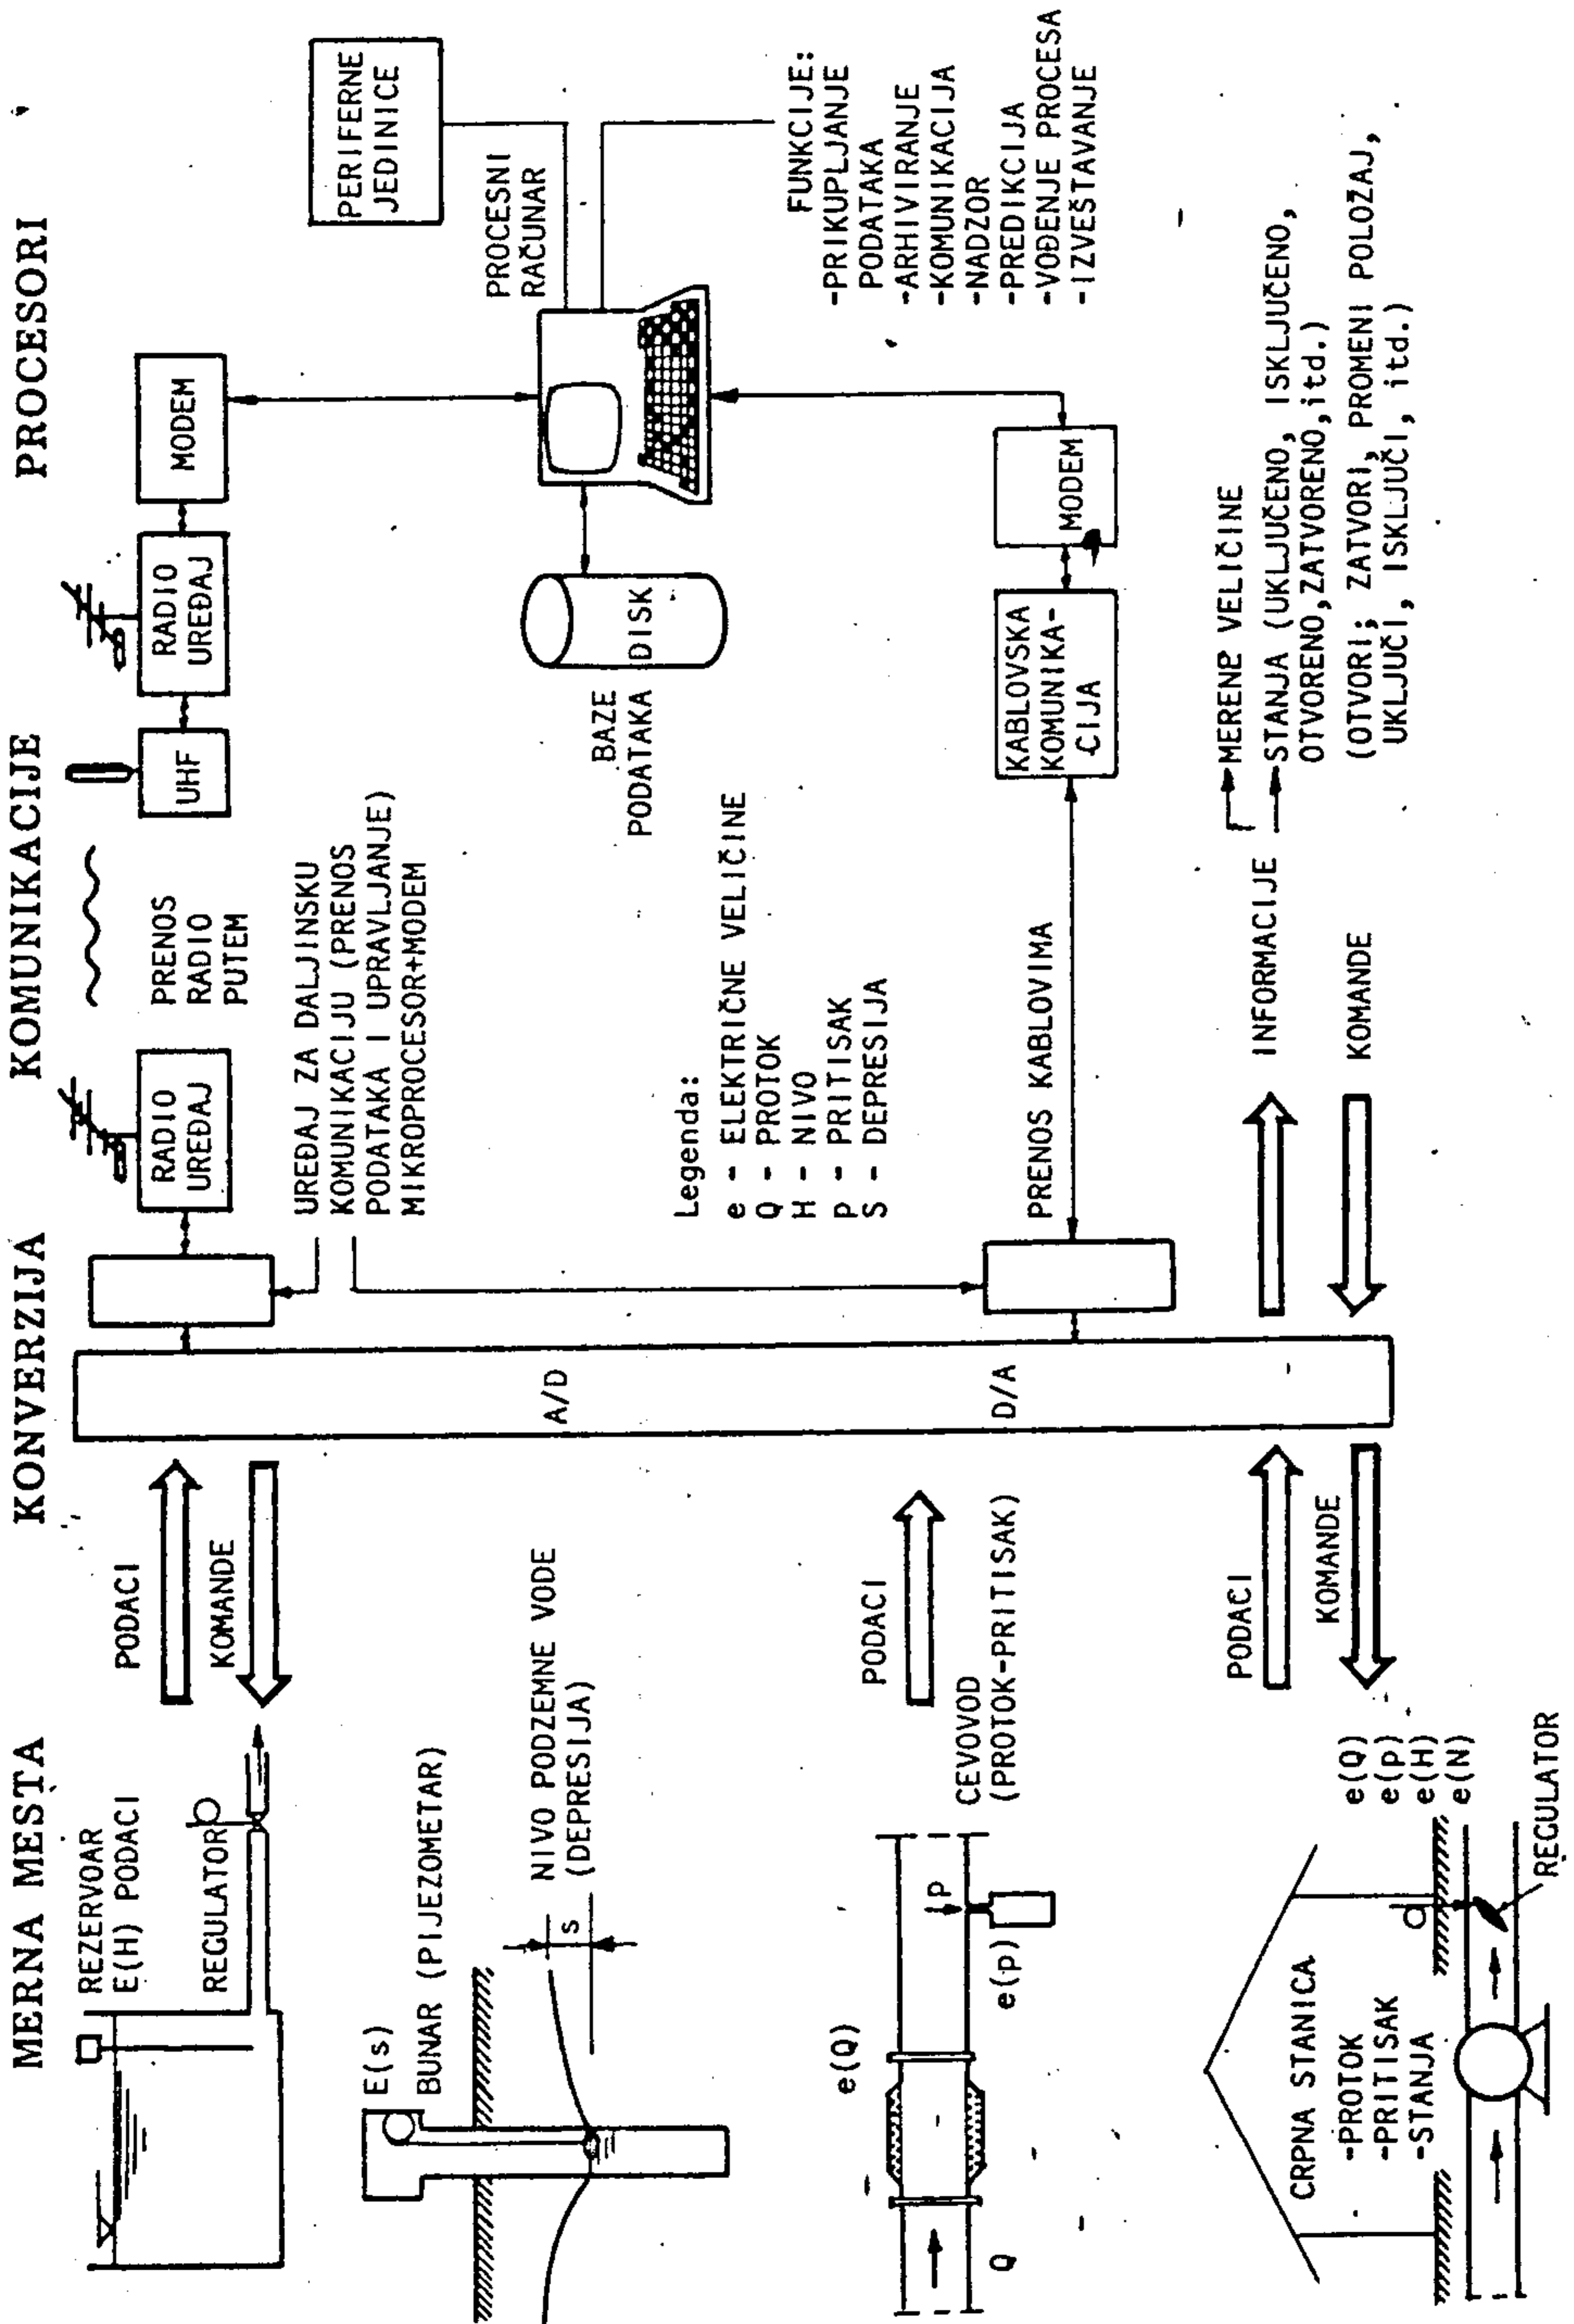 MERNA MESTA
KONVERZIJA
KOMUNIKACIJE
PROCESORI
REZERVOAR
E(H) PODACI
REGULATOR
PODACI
KOMANDE
RADIO
UREĐAJ
PRENOS
RADIO
PUTEM
UHF
RADIO
UREĐAJ
MODEM
UREĐAJ ZA DALJINSKU
KOMUNIKACIJU (PRENOS
PODATAKA I UPRAVLJANJE)
MIKROPROCESOR+MODEM
PERIFERNE
JEDINICE
PROCESNI
RAČUNAR
E(s)
BUNAR (PIJEZOMETAR)
NIVO PODZEMNE VODE
(DEPRESIJA)
s
A/D
BAZE
PODATAKA
DISK
Legenda:
e - ELEKTRIČNE VELIČINE
Q - PROTOK
H - NIVO
P - PRITISAK
S - DEPRESIJA
FUNKCIJE:
-PRIKUPLJANJE
PODATAKA
-ARHIVIRANJE
-KOMUNIKACIJA
-NADZOR
-PREDIKCIJA
-VOĐENJE PROCESA
-IZVEŠTAVANJE
e(Q)
P
e(p)
Q
PODACI
CEVOVOD
(PROTOK-PRITISAK)
D/A
PRENOS KABLOVIMA
KABLOVSKA
KOMUNIKA-
CIJA
MODEM
CRPNA STANICA
-PROTOK
-PRITISAK
-STANJA
e(Q)
e(p)
e(H)
e(N)
REGULATOR
PODACI
KOMANDE
INFORMACIJE
MERENE VELIČINE
STANJA (UKLJUČENO, ISKLJUČENO,
OTVORENO,ZATVORENO,itd.)
KOMANDE
(OTVORI; ZATVORI, PROMENI POLOŽAJ,
UKLJUČI, ISKLJUČI, itd.)